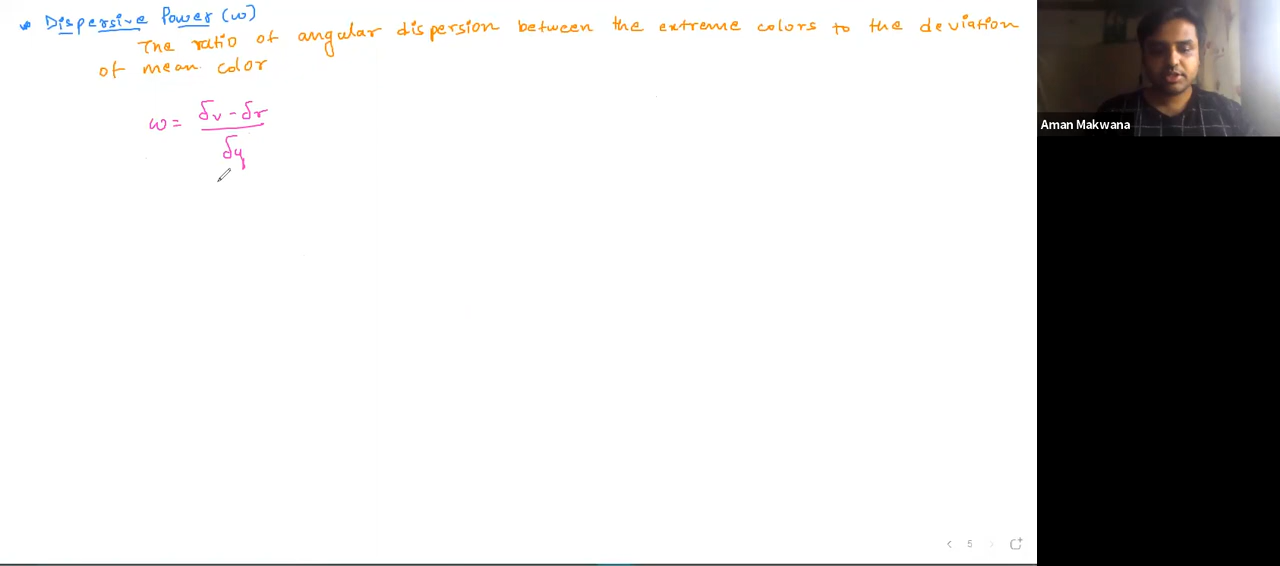 • Dispersive Power (ω)
The ratio of angular dispersion between the extreme colors to the deviation
of mean color
ω = δv - δr
δy
Aman Makwana
< 5 >